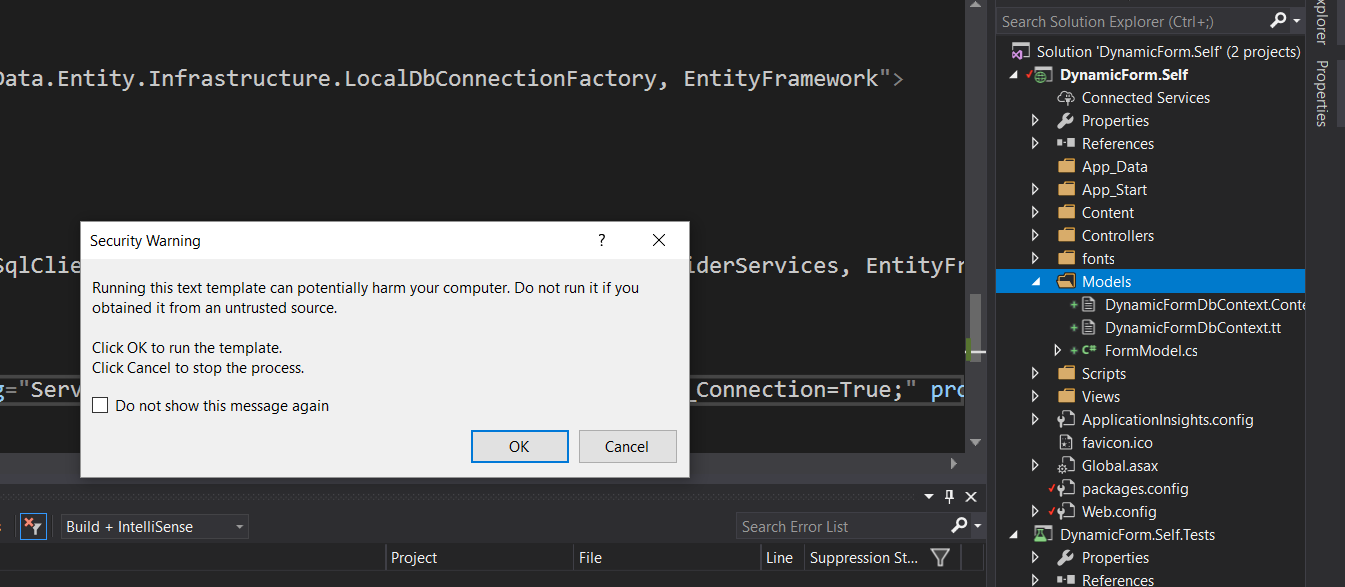 Data.Entity.Infrastructure.LocalDbConnectionFactory, EntityFramework">
SqlClie
iderServices, EntityFr
g="Serv
_Connection=True;" pro
Security Warning
?
Running this text template can potentially harm your computer. Do not run it if you
obtained it from an untrusted source.
Click OK to run the template.
Click Cancel to stop the process.
Do not show this message again
OK
Cancel
Build + IntelliSense
Search Error List
Project
File
Line
Suppression St...
Search Solution Explorer (Ctrl+;)
Solution 'DynamicForm.Self' (2 projects)
DynamicForm.Self
Connected Services
Properties
References
App_Data
App_Start
Content
Controllers
fonts
Models
DynamicFormDbContext.Conte
DynamicFormDbContext.tt
C# FormModel.cs
Scripts
Views
ApplicationInsights.config
favicon.ico
Global.asax
packages.config
Web.config
DynamicForm.Self.Tests
Properties
References
xplorer
Properties